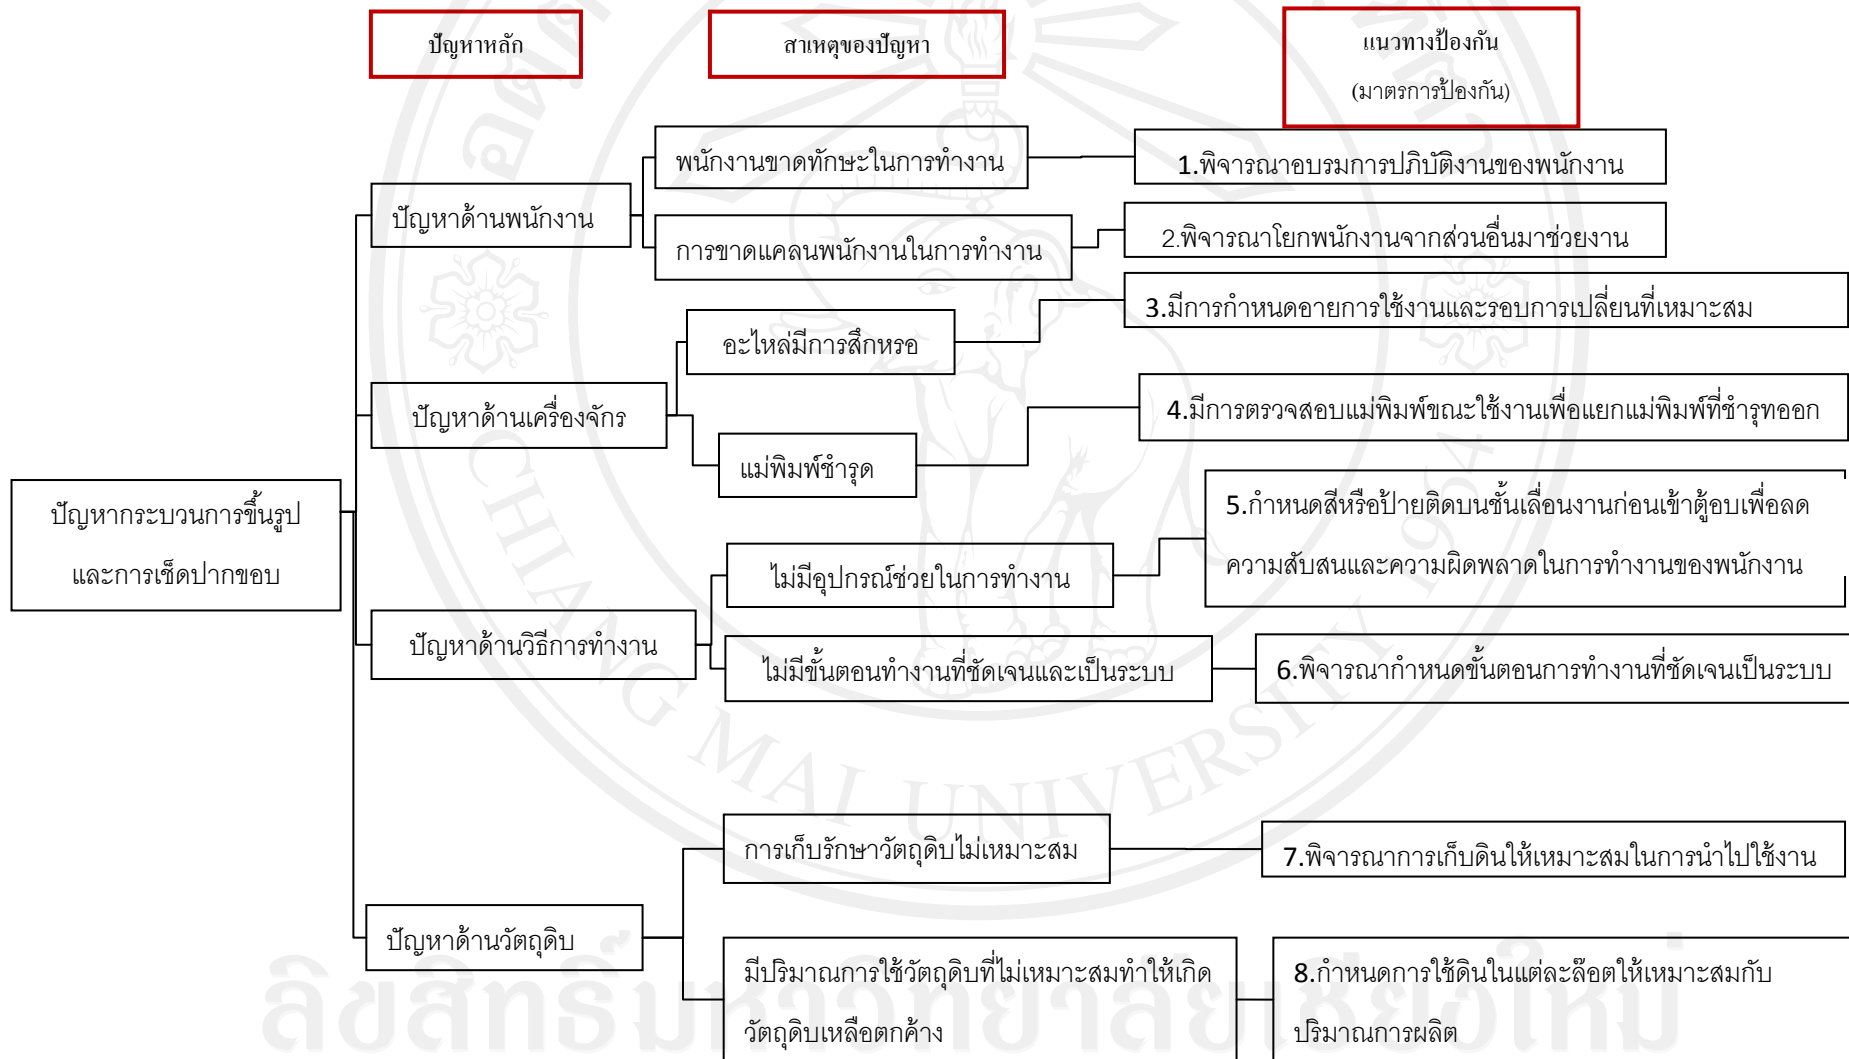 ปัญหาหลัก
สาเหตุของปัญหา
แนวทางป้องกัน
(มาตรการป้องกัน)
พนักงานขาดทักษะในการทำงาน
1.พิจารณาอบรมการปภิบัติงานของพนักงาน
ปัญหาด้านพนักงาน
การขาดแคลนพนักงานในการทำงาน
2.พิจารณาโยกพนักงานจากส่วนอื่นมาช่วยงาน
3.มีการกำหนดอายการใช้งานและรอบการเปลี่ยนที่เหมาะสม
อะไหล่มีการสึกหรอ
ปัญหาด้านเครื่องจักร
4.มีการตรวจสอบแม่พิมพ์ขณะใช้งานเพื่อแยกแม่พิมพ์ที่ชำรุทออก
แม่พิมพ์ชำรุด
ปัญหากระบวนการขึ้นรูป
และการเช็ดปากขอบ
5.กำหนดสีหรือป้ายติดบนชั้นเลื่อนงานก่อนเข้าตู้อบเพื่อลด
ความสับสนและความผิดพลาดในการทำงานของพนักงาน
ไม่มีอุปกรณ์ช่วยในการทำงาน
ปัญหาด้านวิธีการทำงาน
ไม่มีขั้นตอนทำงานที่ชัดเจนและเป็นระบบ
6.พิจารณากำหนดขั้นตอนการทำงานที่ชัดเจนเป็นระบบ
การเก็บรักษาวัตถุดิบไม่เหมาะสม
7.พิจารณาการเก็บดินให้เหมาะสมในการนำไปใช้งาน
ปัญหาด้านวัตถุดิบ
มีปริมาณการใช้วัตถุดิบที่ไม่เหมาะสมทำให้เกิด
วัตถุดิบเหลือตกค้าง
8.กำหนดการใช้ดินในแต่ละล๊อตให้เหมาะสมกับ
ปริมาณการผลิต
CHIANG MAI UNIVERSITY 1964
ลิขสิทธิ์มหาวิทยาลัยเชียงใหม่